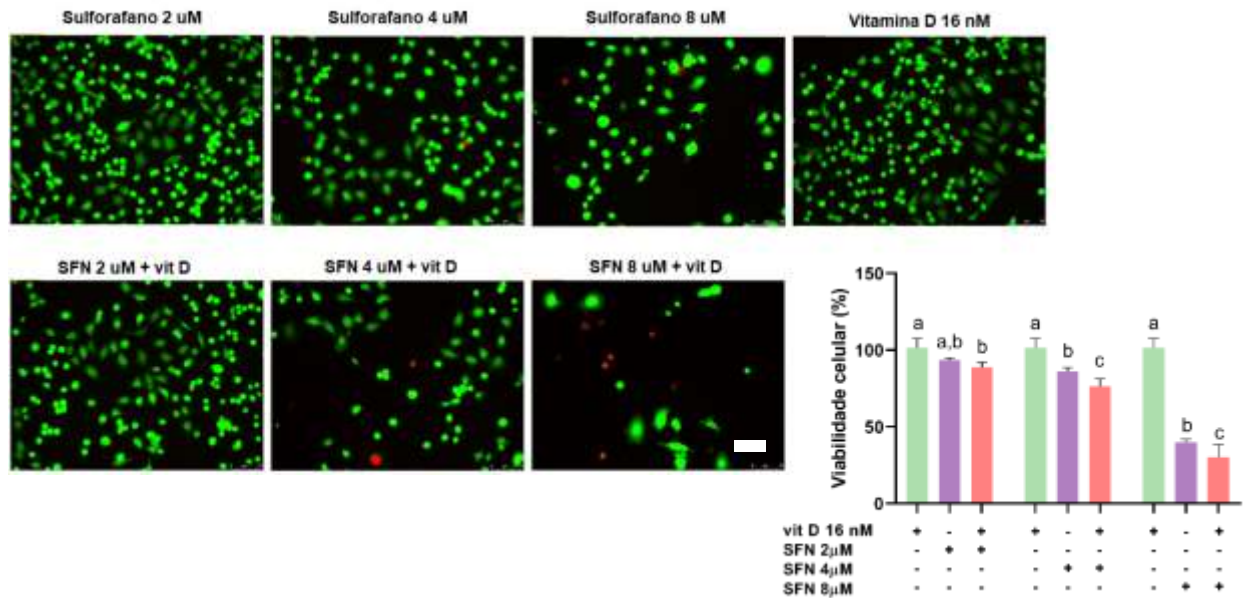 Sulforafano 2 uM
Sulforafano 4 uM
Sulforafano 8 uM
Vitamina D 16 nM
SFN 2 uM + vit D
SFN 4 uM + vit D
SFN 8 uM + vit D
Viabilidade celular (%)
150
100
50
0
a
a,b
b
a
b
c
a
b
c
vit D 16 nM + - + + - + + - +
SFN 2μM - + + - - - - - -
SFN 4μM - - - - + + - - -
SFN 8μM - - - - - - - + +